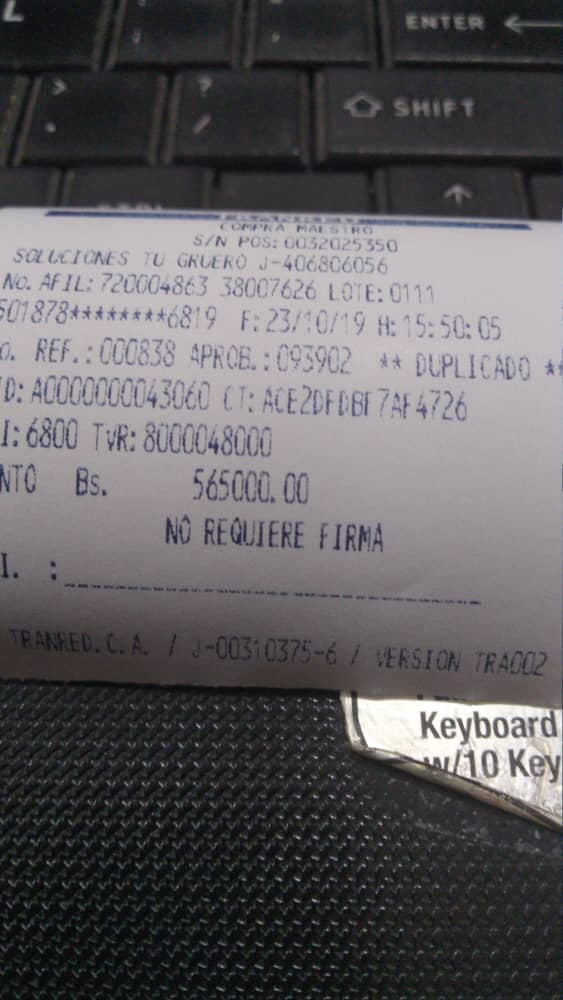 L
ENTER
>
.
?
/
SHIFT
COMPRA MAESTRO
S/N POS: 0032025350
SOLUCIONES TU GRUERO J-406806056
No. AFIL: 720004863 38007626 LOTE: 0111
501878********6819 F: 23/10/19 H: 15:50:05
o. REF.: 000838 APROB.: 093902 ** DUPLICADO **
D: A0000000043060 CT: ACE2DFDBF7AF4726
I: 6800 TVR: 8000048000
NTO Bs. 565000.00
NO REQUIERE FIRMA
I. :
TRANRED.C.A. / J-00310375-6 / VERSION TRA002
Keyboard
w/10 Key